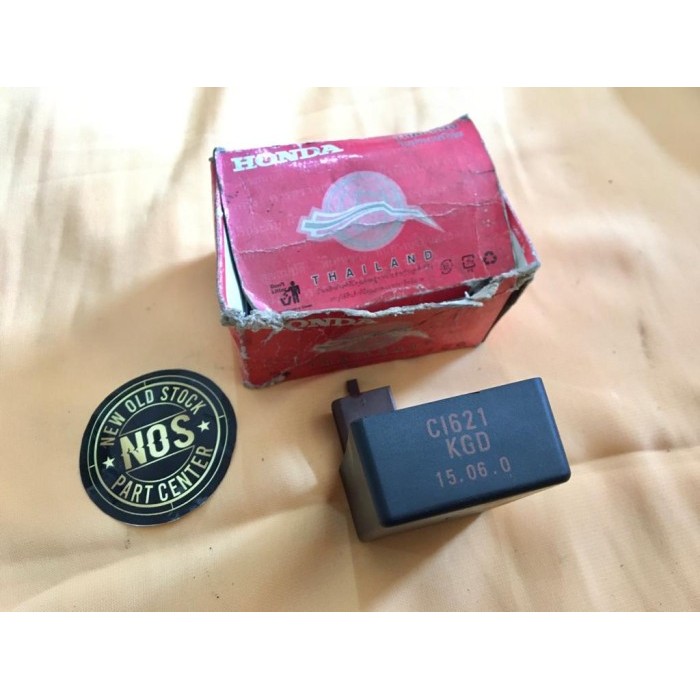 HONDA
THAILAND
HONDA
CI621
KGD
15.06.0
NEW OLD STOCK
NOS
PART CENTER